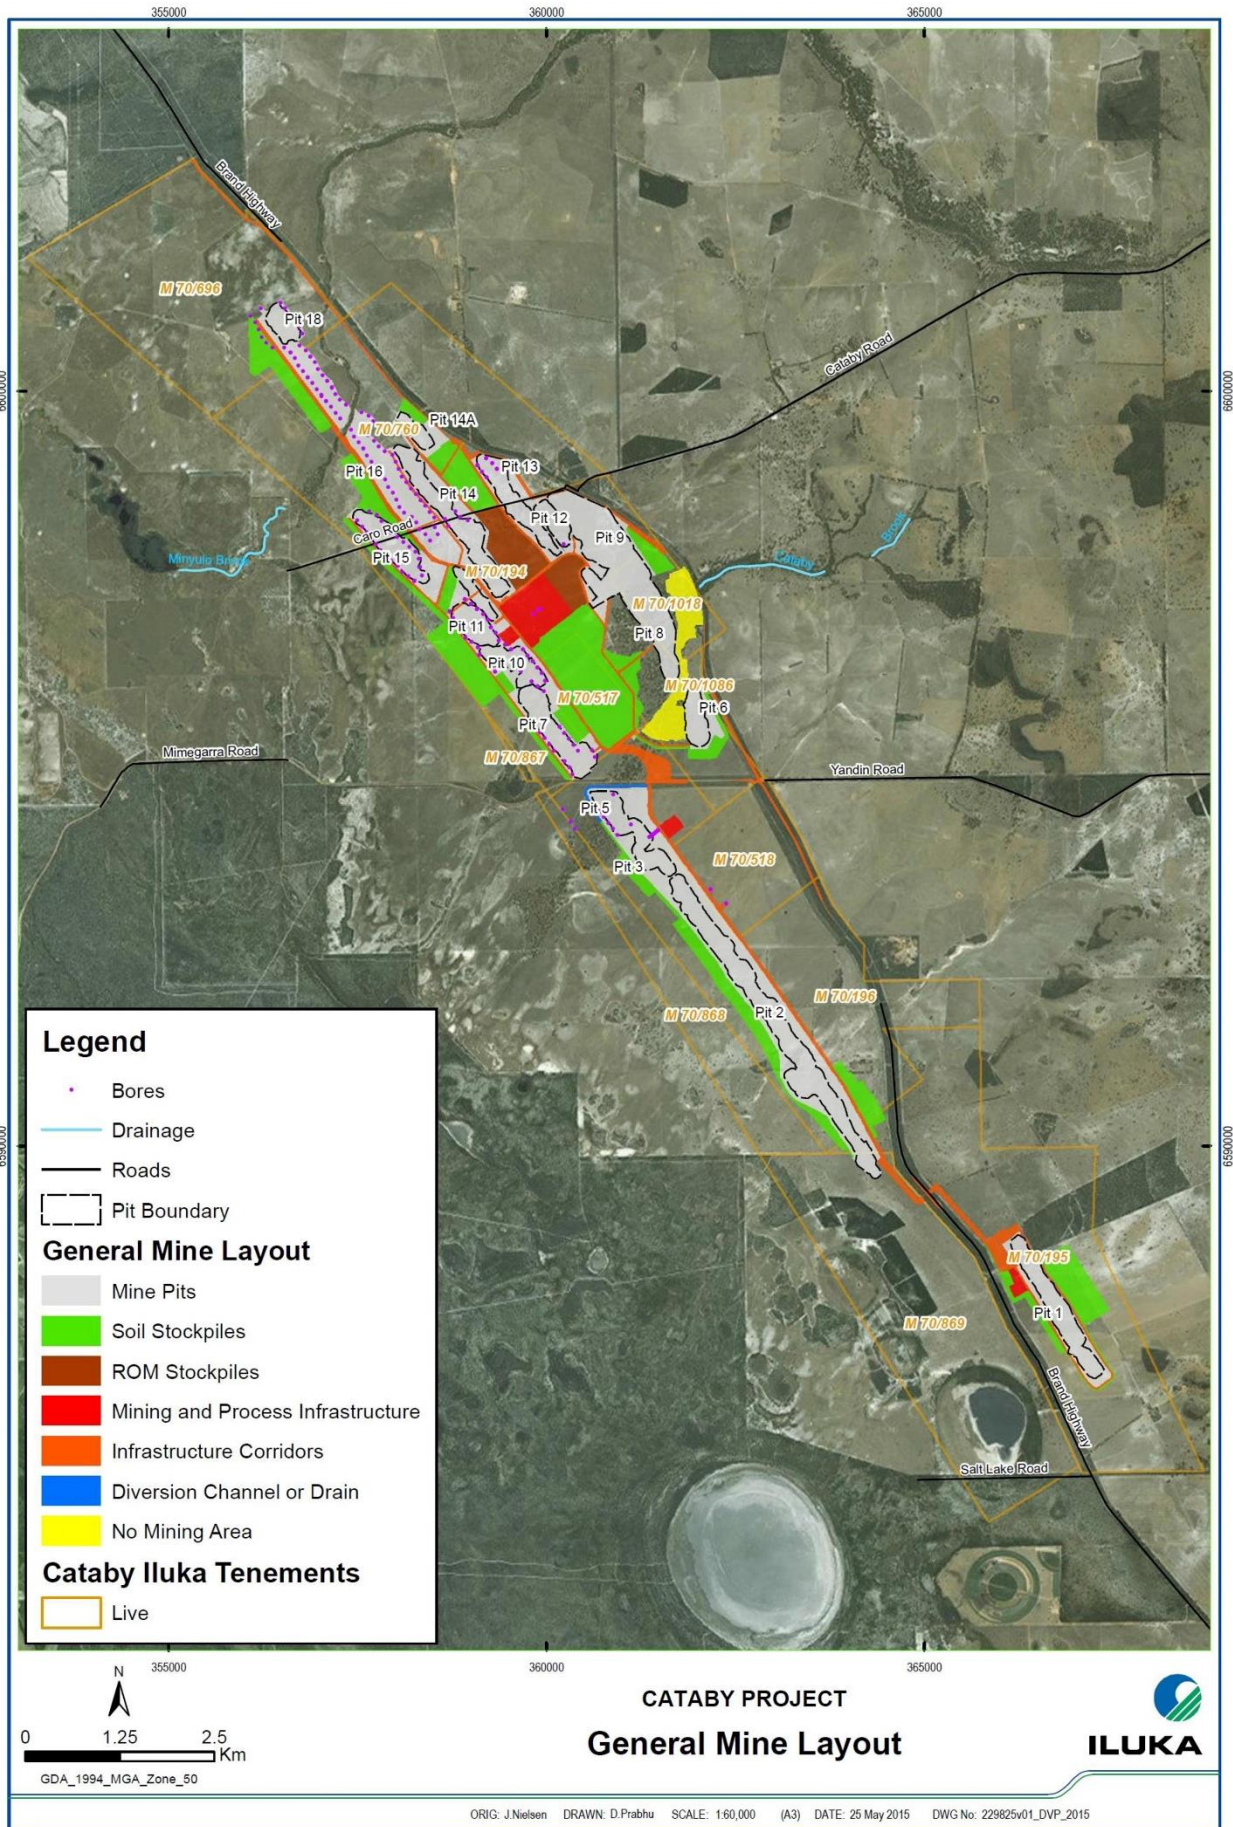 355000
360000
365000
Brand Highway
M 70/696
Pit 18
Cataby Road
6600000
6600000
Pit 14A
M 70/760
Pit 16
Pit 13
Pit 14
Pit 12
Caro Road
Pit 9
Pit 15
Minyulo Brook
Cataby
Brook
M 70/194
M 70/1018
Pit 11
Pit 8
Pit 10
M 70/1086
M 70/517
Pit 6
Pit 7
Mimegarra Road
M 70/867
Yandin Road
Pit 5
Pit 3
M 70/518
M 70/196
Pit 2
M 70/868
6590000
6590000
M 70/195
Pit 1
M 70/869
Brand Highway
Salt Lake Road
Legend
Bores
Drainage
Roads
Pit Boundary
General Mine Layout
Mine Pits
Soil Stockpiles
ROM Stockpiles
Mining and Process Infrastructure
Infrastructure Corridors
Diversion Channel or Drain
No Mining Area
Cataby Iluka Tenements
Live
355000
360000
365000
N
0 1.25 2.5
Km
GDA_1994_MGA_Zone_50
CATABY PROJECT
General Mine Layout
ILUKA
ORIG: J.Nielsen DRAWN: D.Prabhu SCALE: 1:60,000 (A3) DATE: 25 May 2015 DWG No: 229825v01_DVP_2015